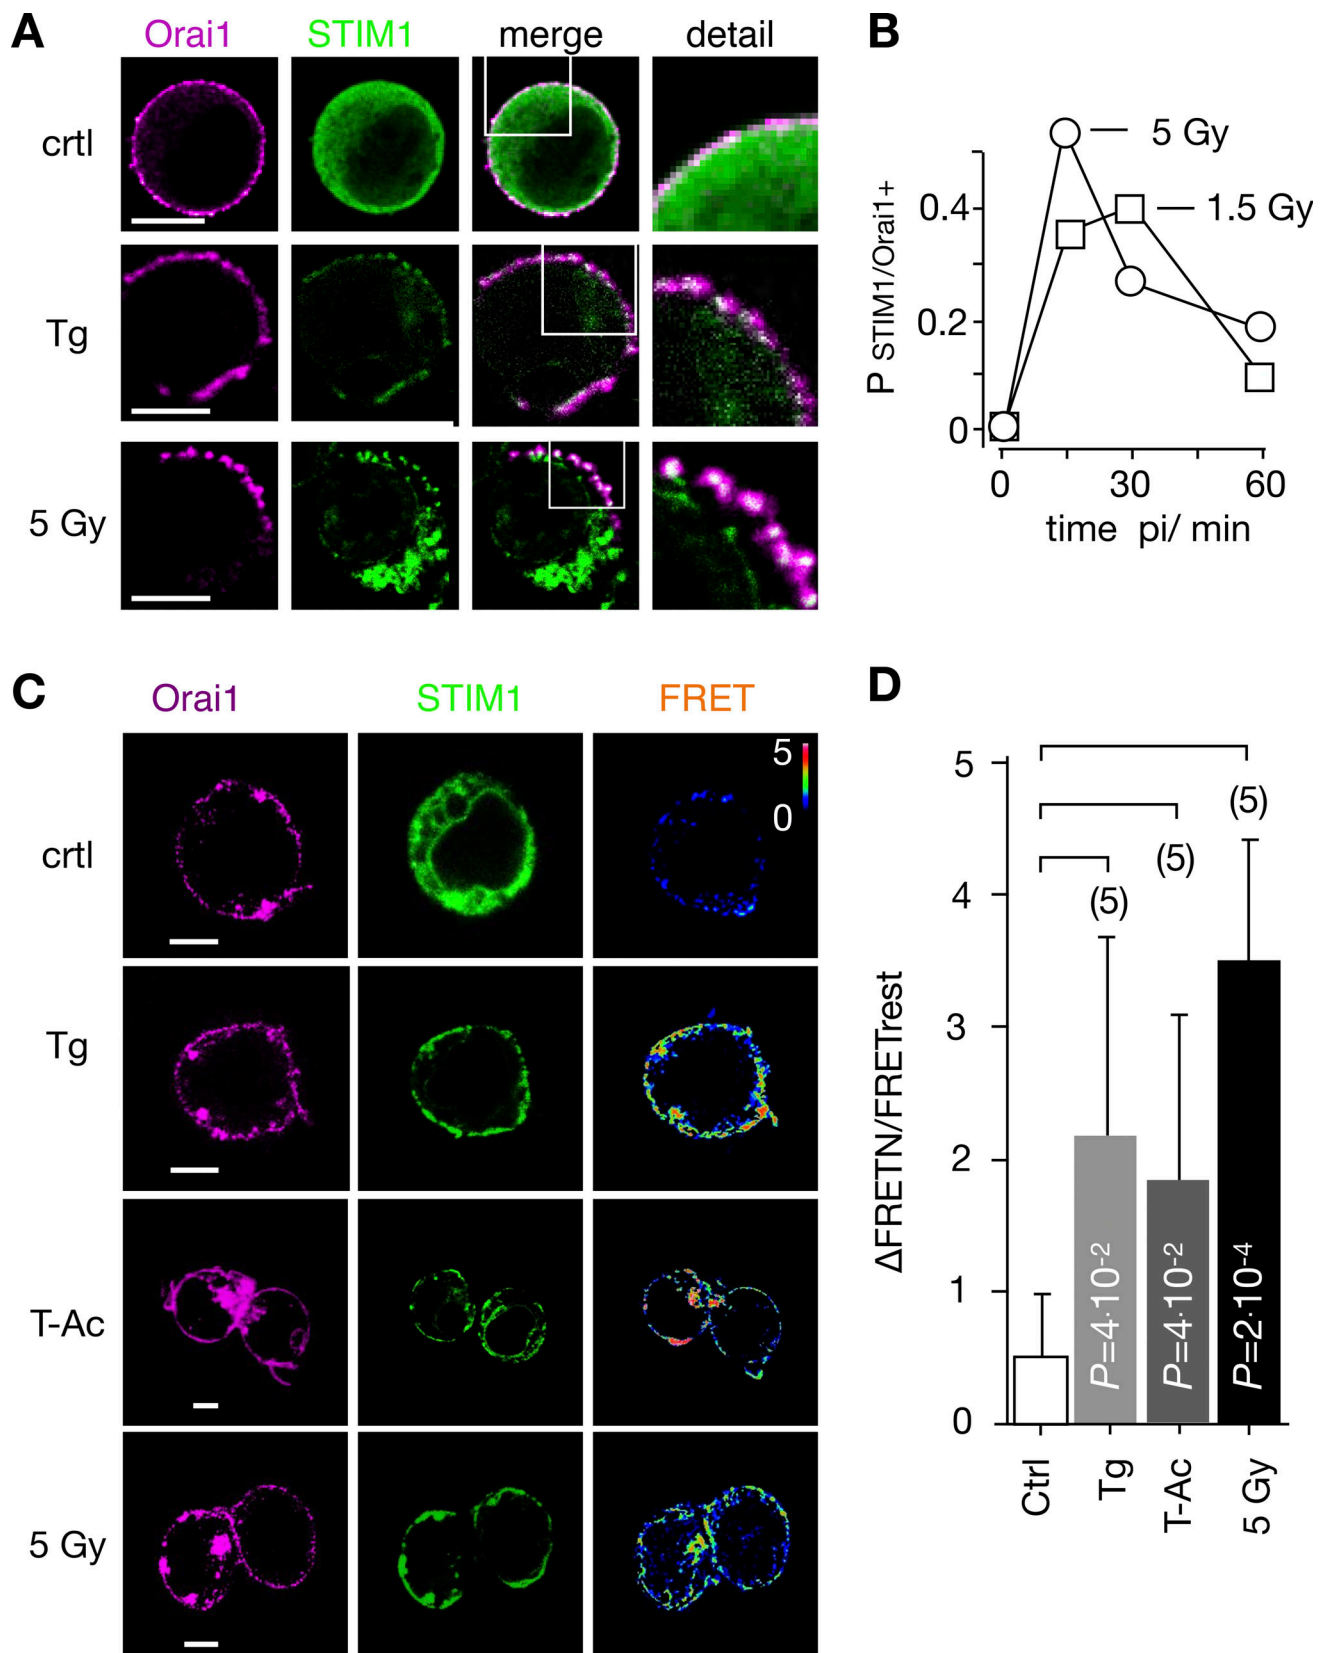 A
Orai1 STIM1 merge detail
crtl
Tg
5 Gy
B
5 Gy
1.5 Gy
0.4
0.2
0
P STIM1/Orai1+
0 30 60
time pi/ min
C
Orai1 STIM1 FRET
5
0
crtl
Tg
T-Ac
5 Gy
D
5
4
3
2
1
0
ΔFRETN/FRETrest
(5)
(5)
(5)
P=4·10-2
P=4·10-2
P=2·10-4
Ctrl
Tg
T-Ac
5 Gy